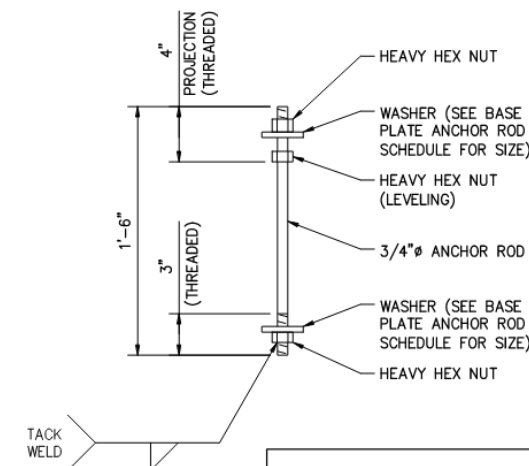 4"
PROJECTION
(THREADED)
HEAVY HEX NUT
WASHER (SEE BASE
PLATE ANCHOR ROD
SCHEDULE FOR SIZE)
HEAVY HEX NUT
(LEVELING)
1'-6"
3"
(THREADED)
3/4"ø ANCHOR ROD
WASHER (SEE BASE
PLATE ANCHOR ROD
SCHEDULE FOR SIZE)
HEAVY HEX NUT
TACK
WELD